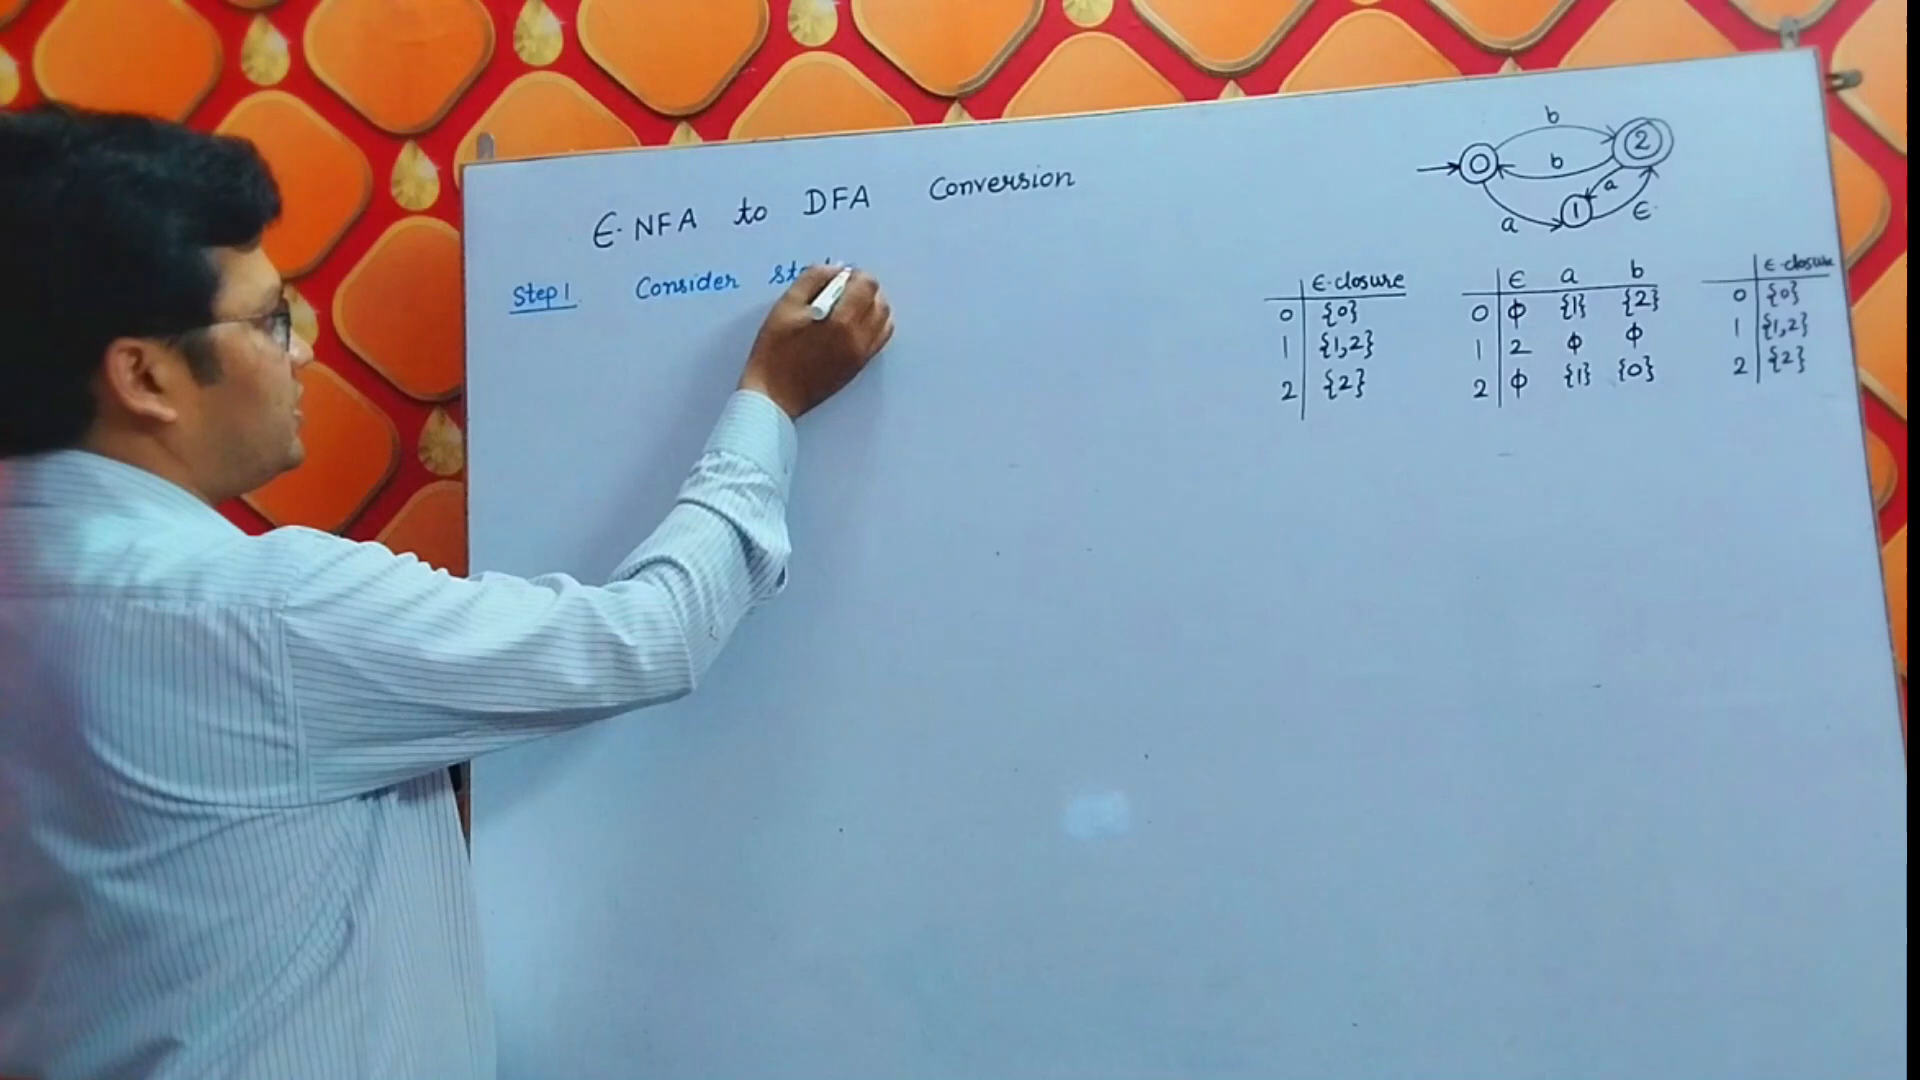 ε-NFA to DFA Conversion
Step 1. Consider
b
0 b 2
a
1
a ε
ε-closure
0 {0}
1 {1,2}
2 {2}
ε a b
0 ϕ {1} {2}
1 2 ϕ ϕ
2 ϕ {1} {0}
ε-closure
0 {0}
1 {1,2}
2 {2}